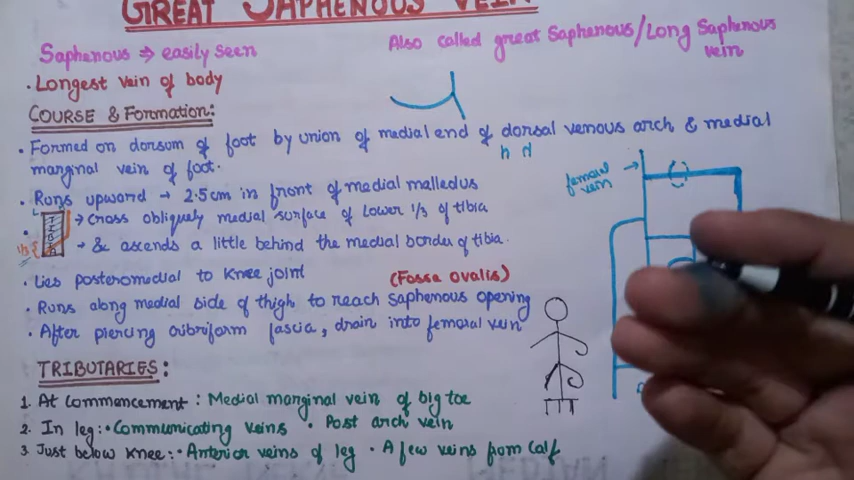 GREAT SAPHENOUS VEIN
Saphenous ⇒ easily seen
Also called great Saphenous/Long Saphenous vein
• Longest vein of body
COURSE & Formation:
• Formed on dorsum of foot by union of medial end of dorsal venous arch & medial
marginal vein of foot.
• Runs upward → 2.5cm in front of medial malleolus
• → cross obliquely medial surface of lower 1/3 of tibia
1/3
→ & ascends a little behind the medial border of tibia.
• Lies posteromedial to knee joint
(Fossa ovalis)
• Runs along medial side of thigh to reach saphenous opening
• After piercing cribriform fascia, drain into femoral vein
femoral
vein →
TRIBUTARIES:
1. At commencement : Medial marginal vein of big toe
2. In leg: • Communicating veins • Post arch vein
3. Just below knee: • Anterior veins of leg • A few veins from calf